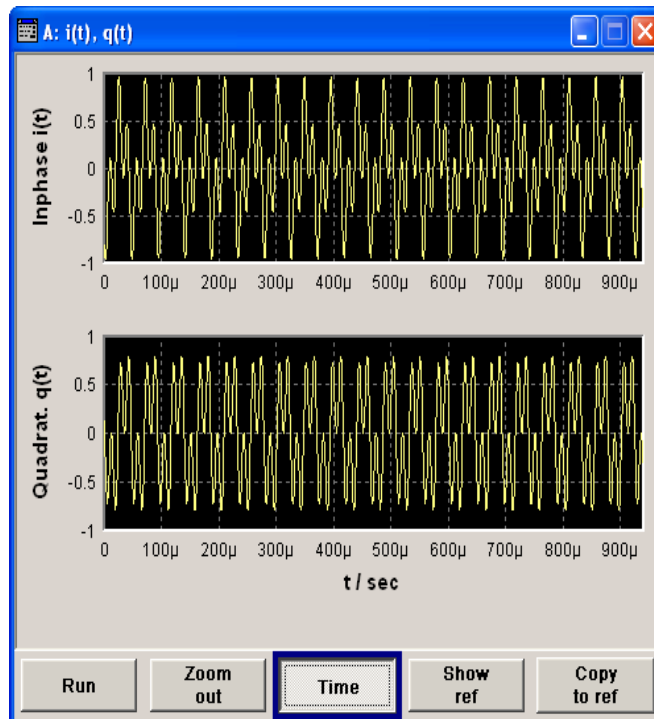 A: i(t), q(t)
Inphase i(t)
1
0.5
0
-0.5
-1
0 100µ 200µ 300µ 400µ 500µ 600µ 700µ 800µ 900µ
Quadrat. q(t)
1
0.5
0
-0.5
-1
0 100µ 200µ 300µ 400µ 500µ 600µ 700µ 800µ 900µ
t / sec
Run
Zoom
out
Time
Show
ref
Copy
to ref